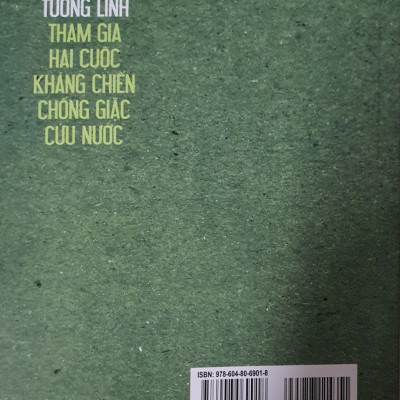 TƯỚNG LĨNH
THAM GIA
HAI CUỘC
KHÁNG CHIẾN
CHỐNG GIẶC
CỨU NƯỚC
ISBN: 978-604-80-6901-8